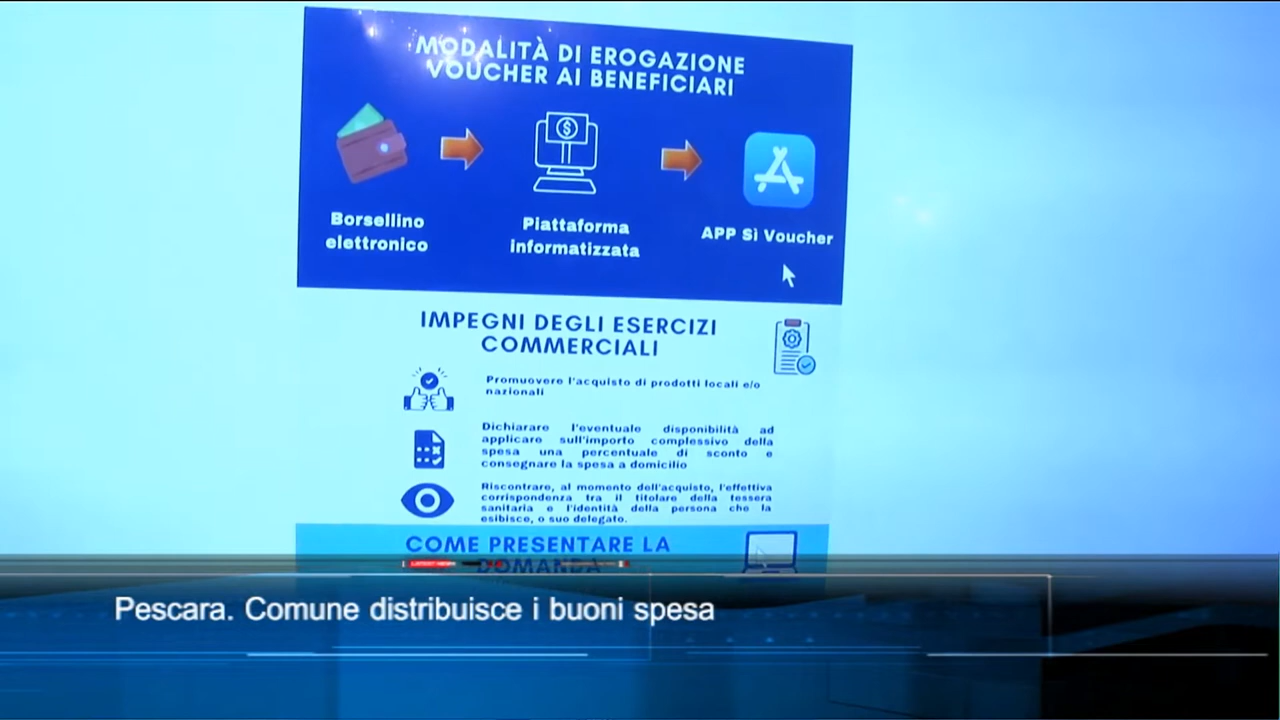 MODALITÀ DI EROGAZIONE
VOUCHER AI BENEFICIARI
Borsellino
elettronico
Piattaforma
informatizzata
APP Sì Voucher
IMPEGNI DEGLI ESERCIZI
COMMERCIALI
Promuovere l'acquisto di prodotti locali e/o
nazionali
Dichiarare l'eventuale disponibilità ad
applicare sull'importo complessivo della
spesa una percentuale di sconto e
consegnare la spesa a domicilio
Riscontrare, al momento dell'acquisto, l'effettiva
corrispondenza tra il titolare della tessera
sanitaria e l'identità della persona che la
esibisce, o suo delegato.
COME PRESENTARE LA
DOMANDA
LATEST NEWS
Pescara. Comune distribuisce i buoni spesa